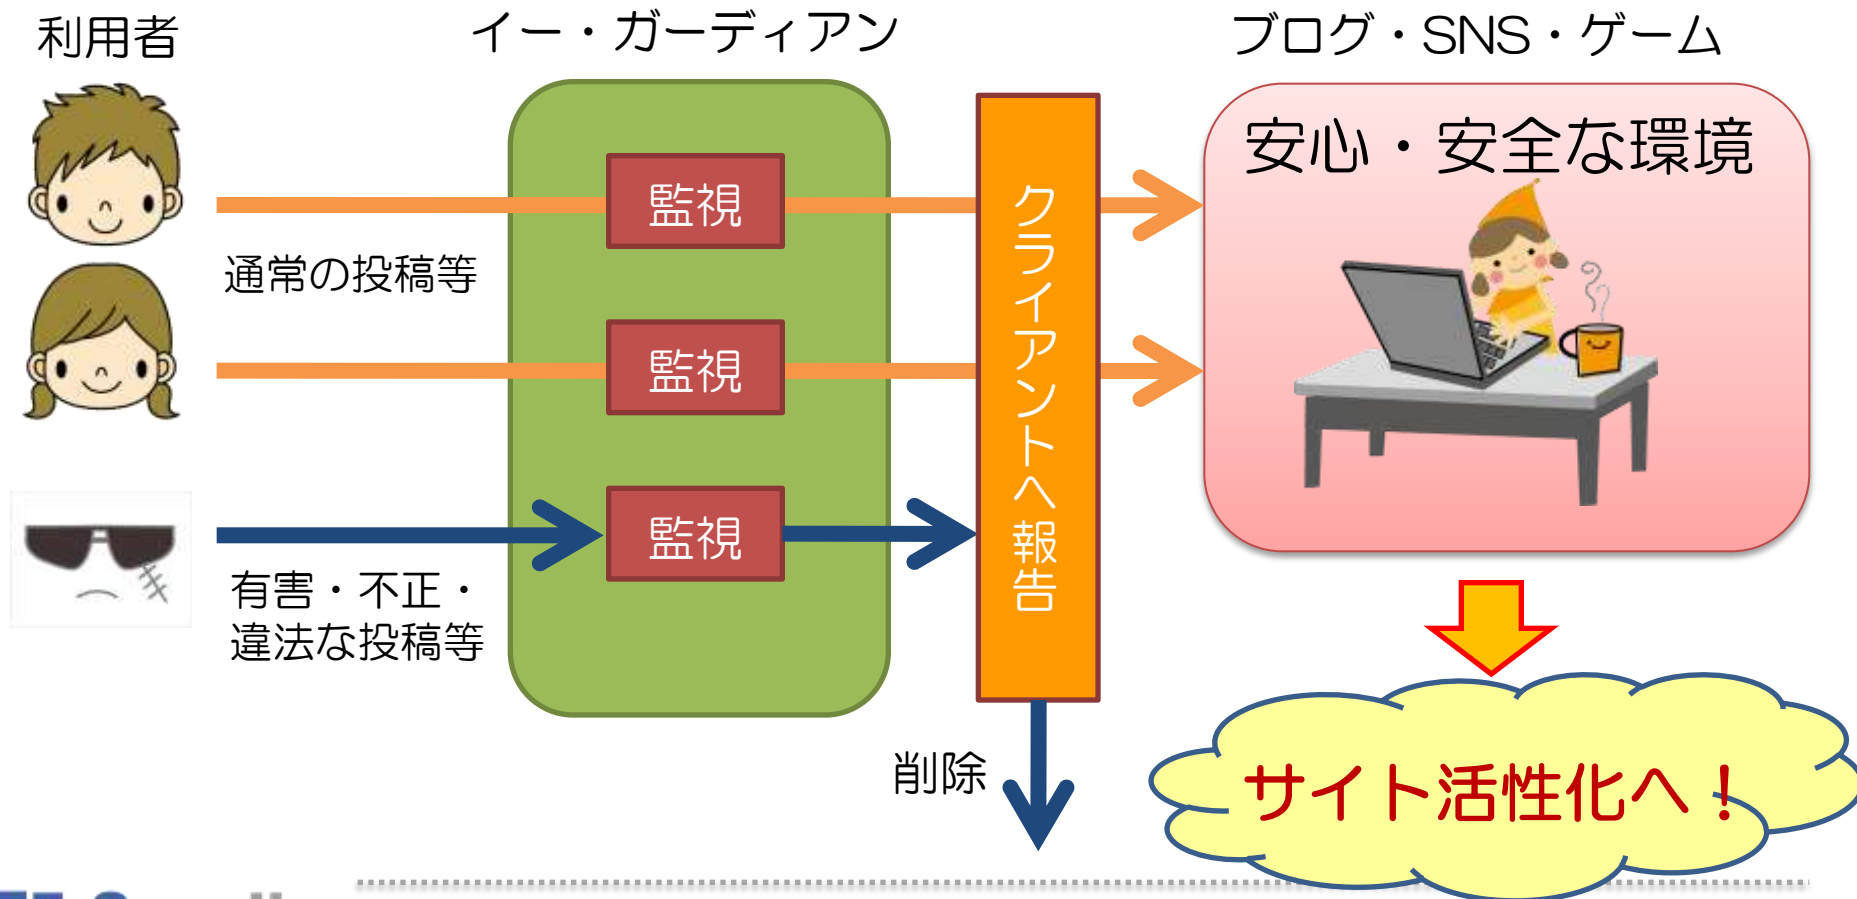 利用者
イー・ガーディアン
ブログ・SNS・ゲーム
安心・安全な環境
監視
通常の投稿等
監視
監視
有害・不正・
違法な投稿等
クライアントへ報告
削除
サイト活性化へ！